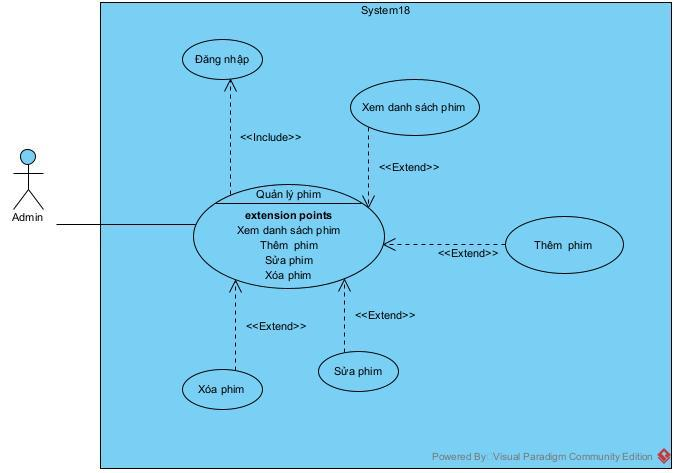 System18
Đăng nhập
Xem danh sách phim
<<Include>>
<<Extend>>
Quản lý phim
extension points
Xem danh sách phim
Thêm phim
Sửa phim
Xóa phim
Admin
Thêm phim
<<Extend>>
<<Extend>>
<<Extend>>
Xóa phim
Sửa phim
Powered By: Visual Paradigm Community Edition